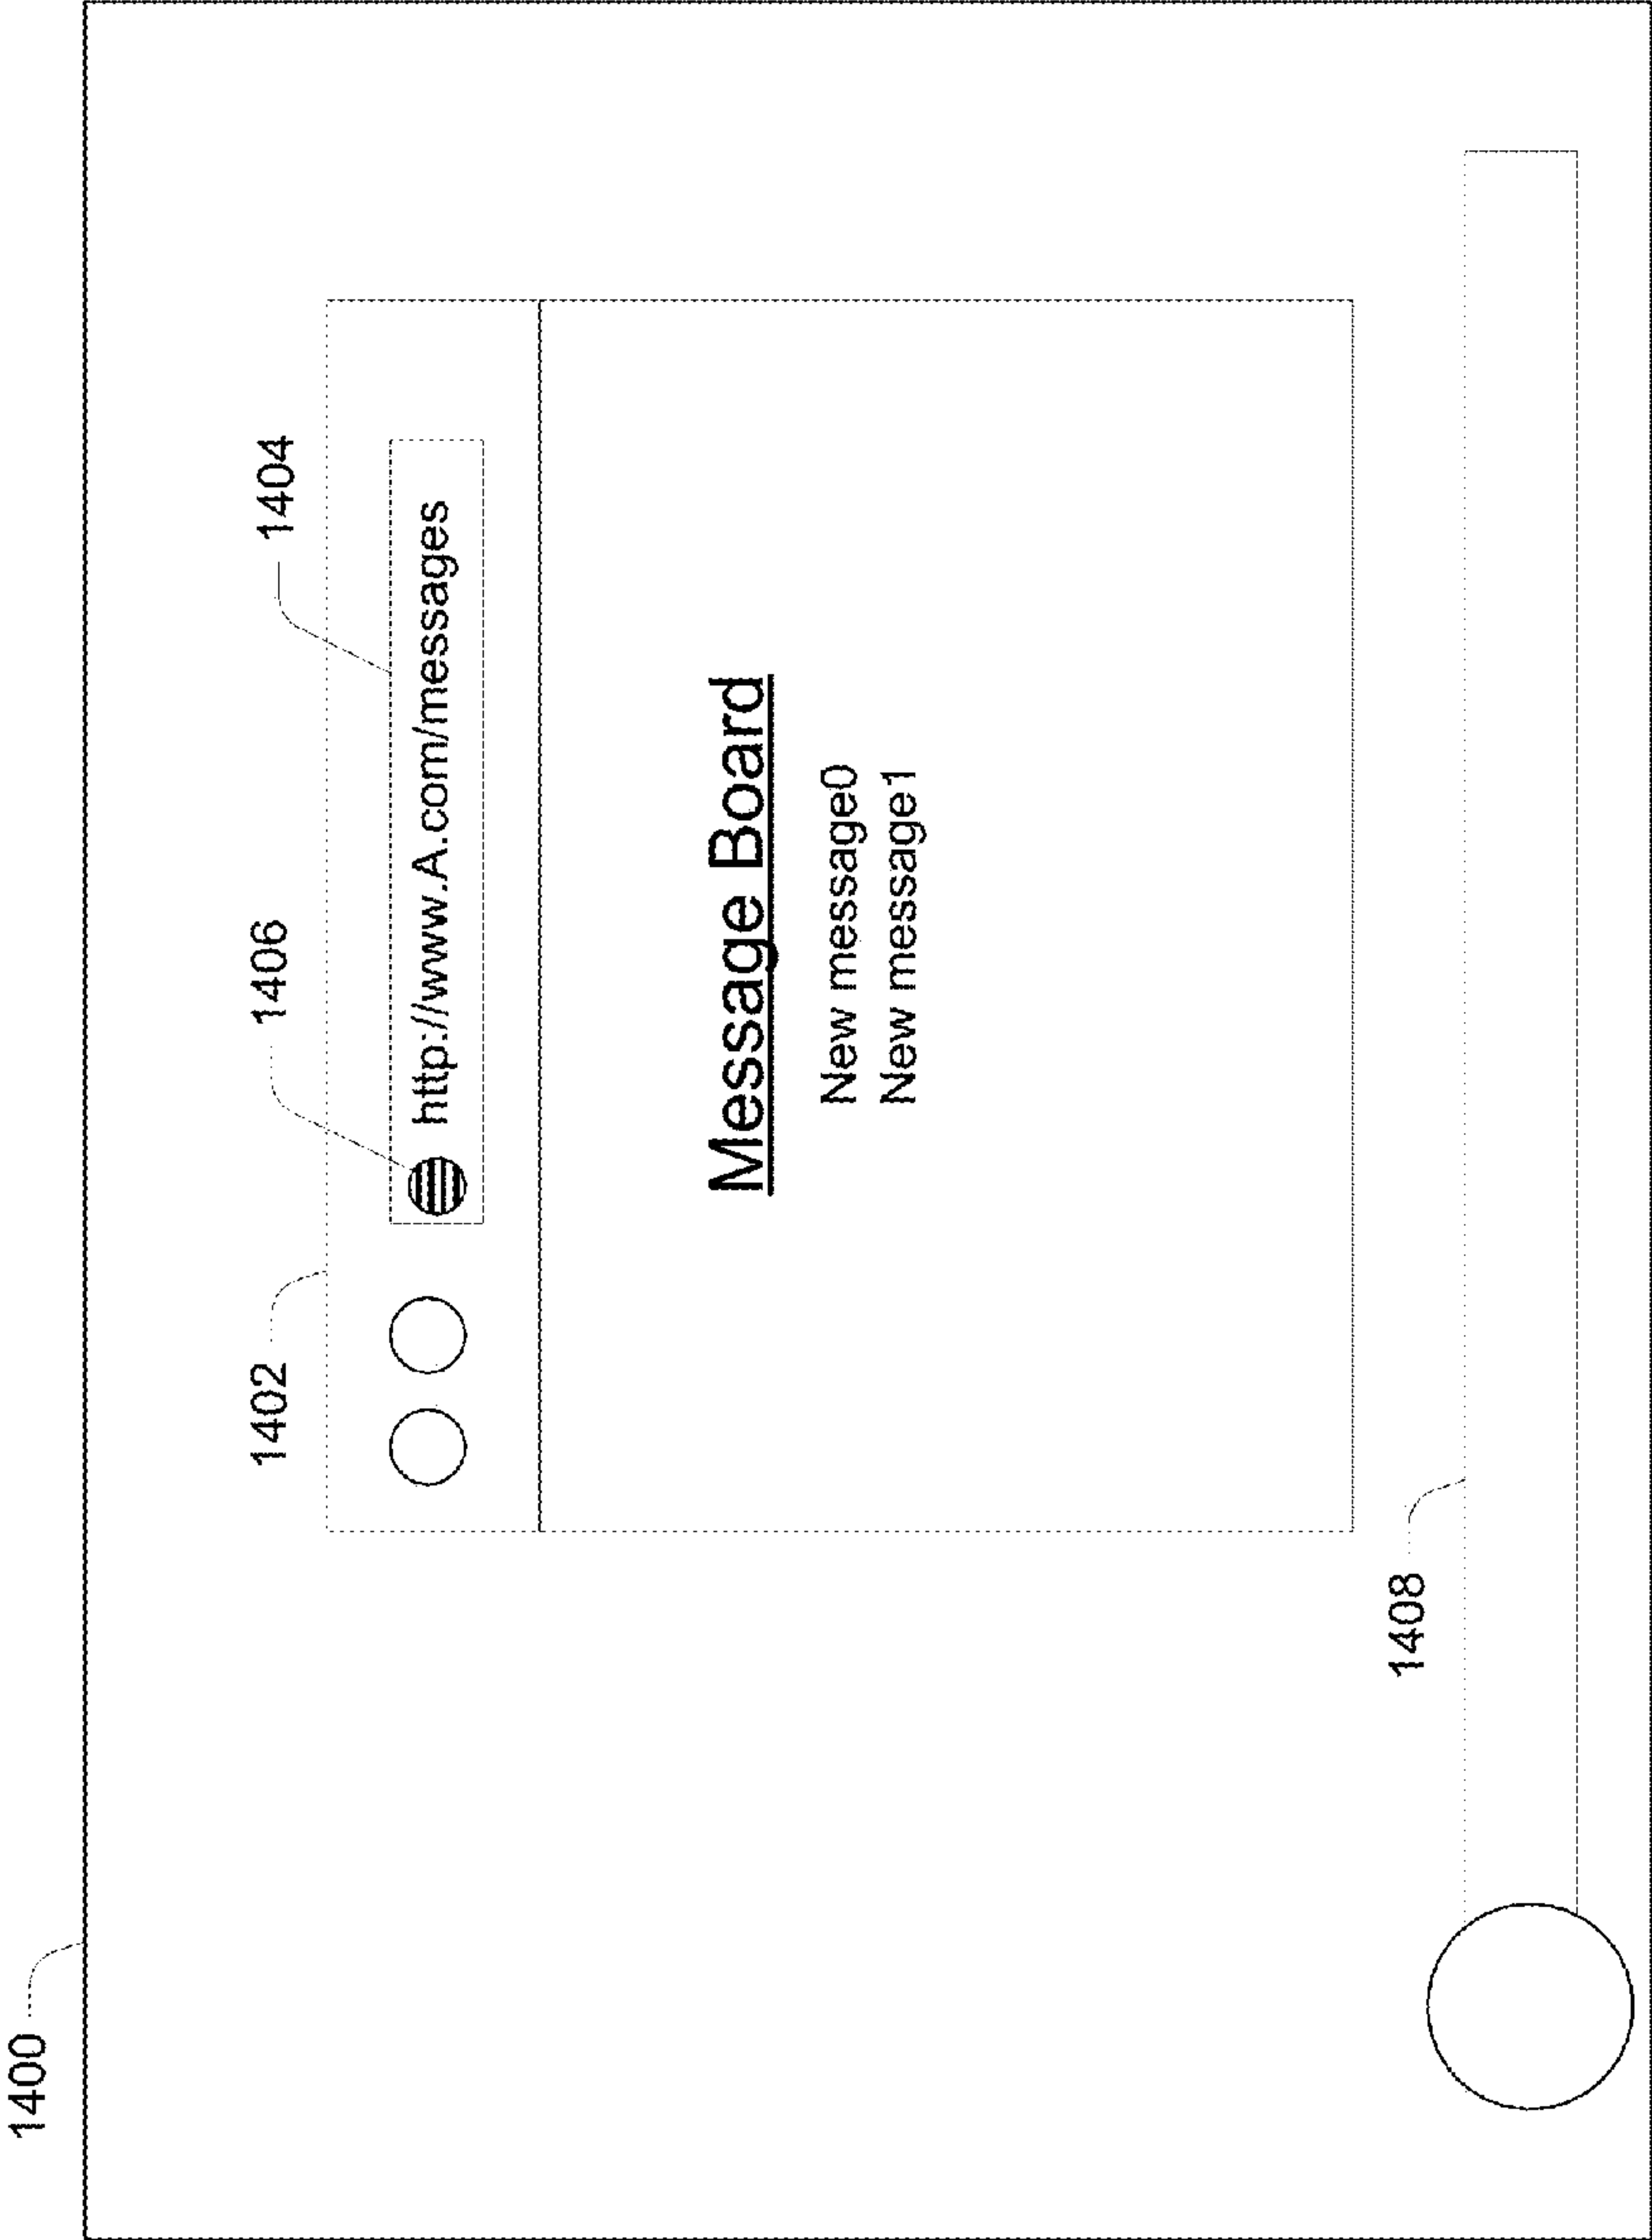 1400
1402
1406
1404
http://www.A.com/messages
Message Board
New message0
New message1
1408